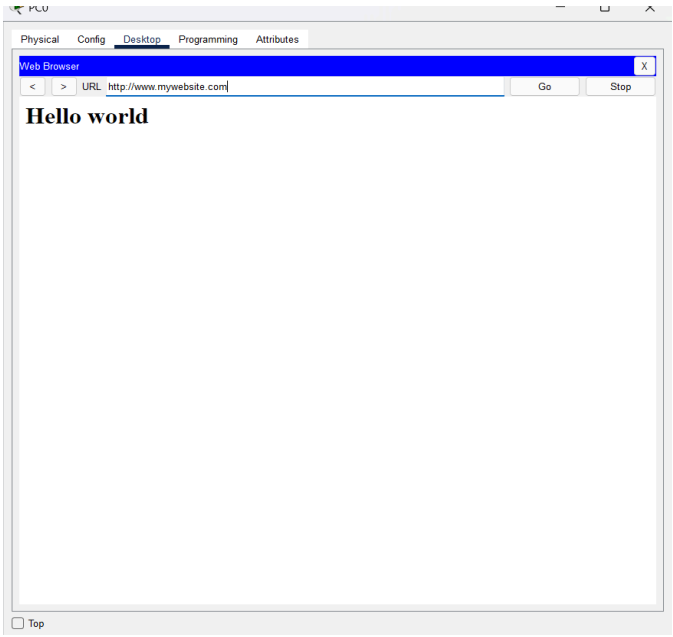 PC0
Physical Config Desktop Programming Attributes
Web Browser X
< > URL http://www.mywebsite.com Go Stop
Hello world
Top